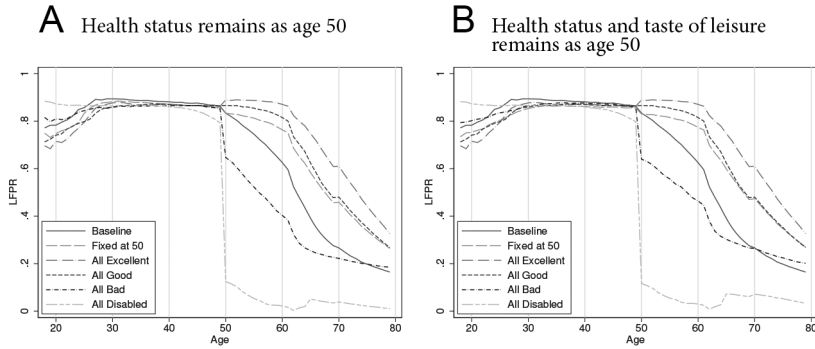 A Health status remains as age 50
B Health status and taste of leisure
remains as age 50
LFPR
1
.8
.6
.4
.2
0
Baseline
Fixed at 50
All Excellent
All Good
All Bad
All Disabled
20 30 40 50 60 70 80
Age
LFPR
1
.8
.6
.4
.2
0
Baseline
Fixed at 50
All Excellent
All Good
All Bad
All Disabled
20 30 40 50 60 70 80
Age